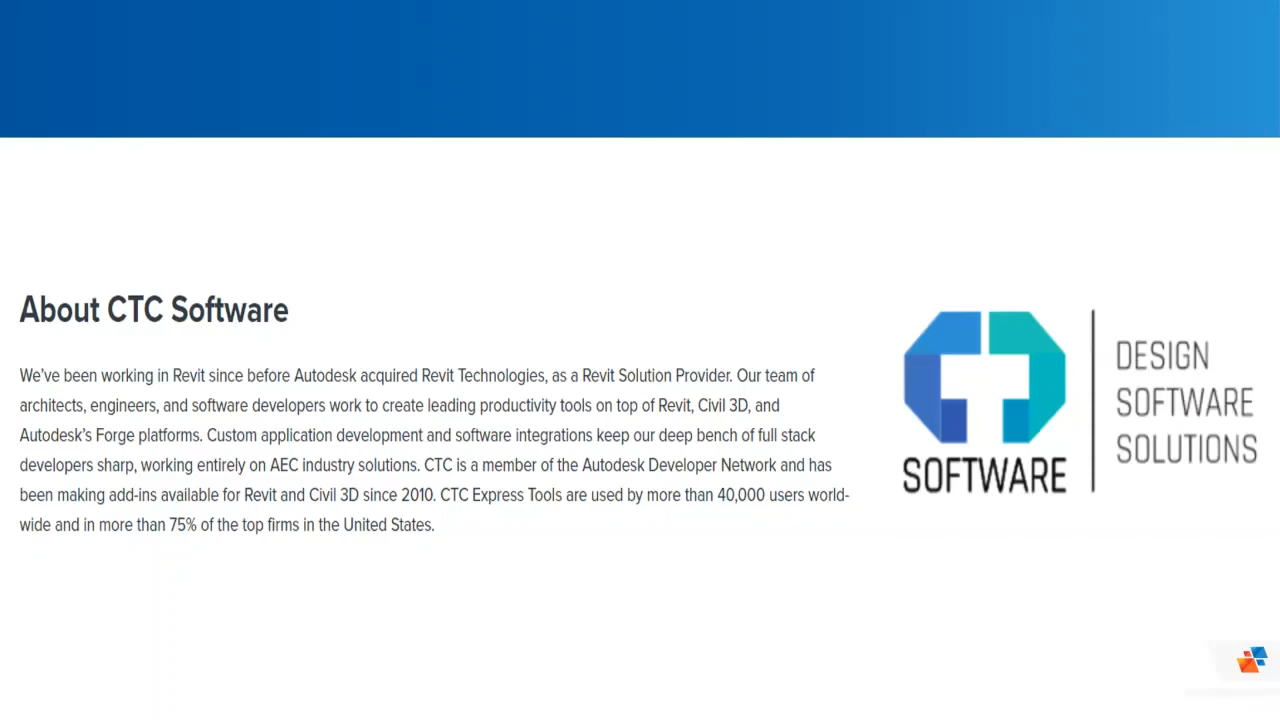 About CTC Software
We've been working in Revit since before Autodesk acquired Revit Technologies, as a Revit Solution Provider. Our team of
architects, engineers, and software developers work to create leading productivity tools on top of Revit, Civil 3D, and
Autodesk's Forge platforms. Custom application development and software integrations keep our deep bench of full stack
developers sharp, working entirely on AEC industry solutions. CTC is a member of the Autodesk Developer Network and has
been making add-ins available for Revit and Civil 3D since 2010. CTC Express Tools are used by more than 40,000 users world-
wide and in more than 75% of the top firms in the United States.
SOFTWARE
DESIGN
SOFTWARE
SOLUTIONS